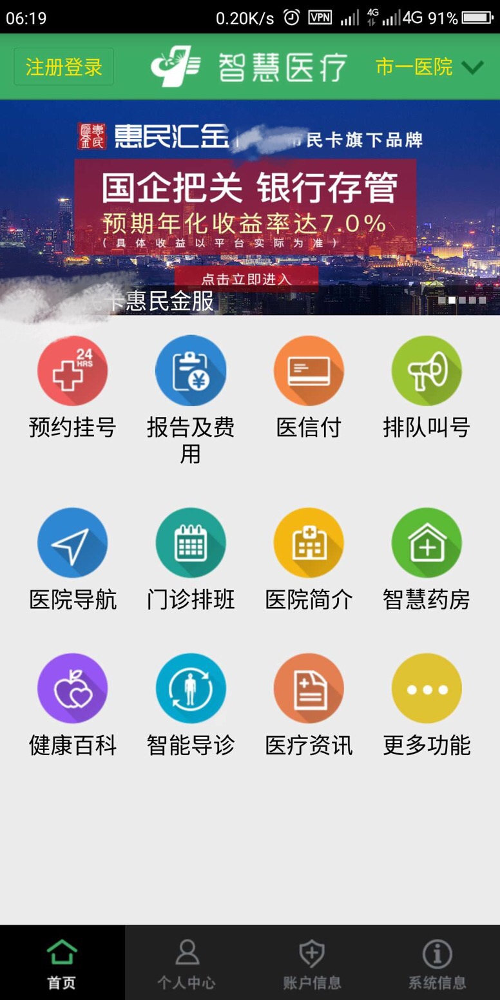 06:19 0.20K/s VPN 4G 4G 91%
注册登录 智慧医疗 市一医院
惠民汇金 惠民汇金 民卡旗下品牌
国企把关 银行存管
预期年化收益率达7.0%
(具体收益以平台实际为准)
点击立即进入
卡惠民金服
24
HRS
预约挂号 报告及费用 医信付 排队叫号
医院导航 门诊排班 医院简介 智慧药房
健康百科 智能导诊 医疗资讯 更多功能
首页 个人中心 账户信息 系统信息